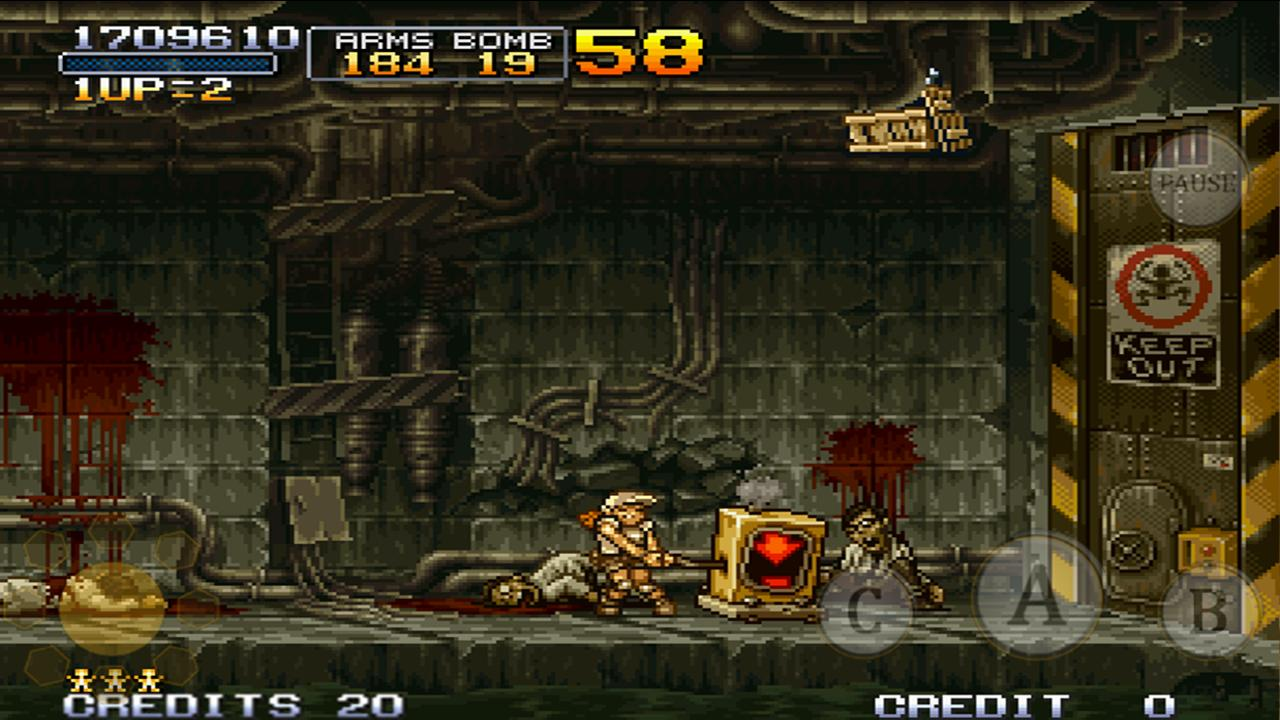 1709610
ARMS BOMB
184 19
58
1UP=2
PAUSE
KEEP
OUT
C
A
B
CREDITS 20
CREDIT 0